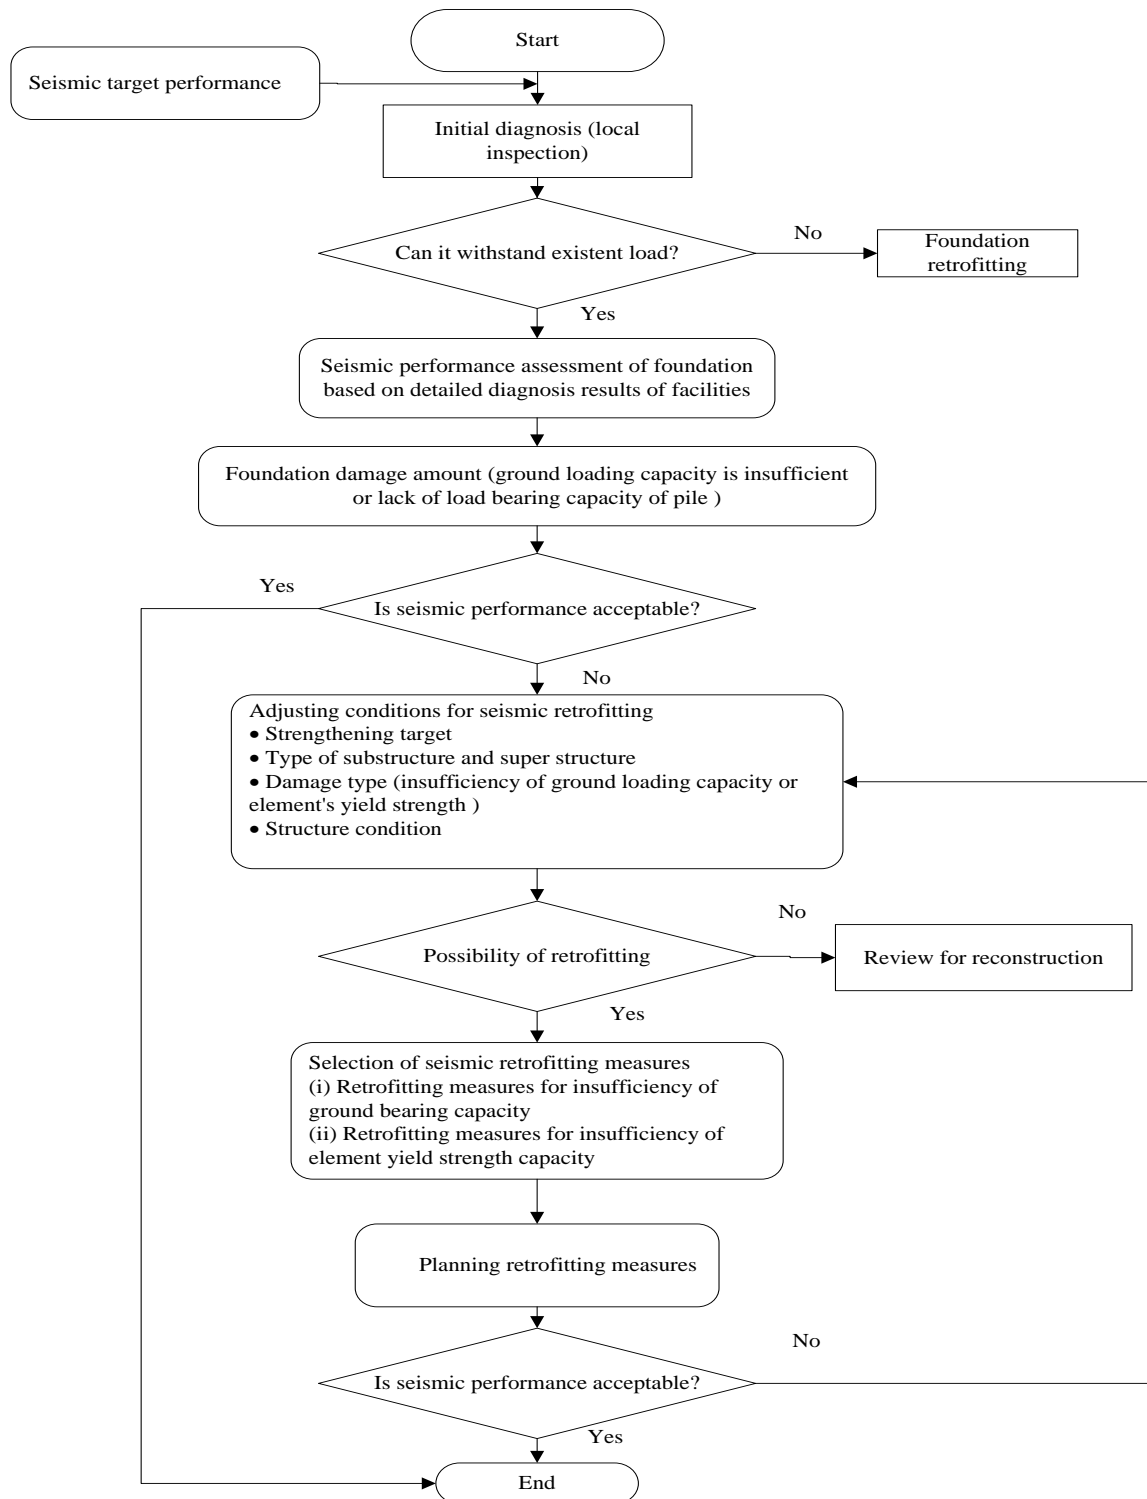 Start
Seismic target performance
Initial diagnosis (local
inspection)
Can it withstand existent load?
No
Foundation
retrofitting
Yes
Seismic performance assessment of foundation
based on detailed diagnosis results of facilities
Foundation damage amount (ground loading capacity is insufficient
or lack of load bearing capacity of pile )
Yes
Is seismic performance acceptable?
No
Adjusting conditions for seismic retrofitting
• Strengthening target
• Type of substructure and super structure
• Damage type (insufficiency of ground loading capacity or
element's yield strength )
• Structure condition
No
Possibility of retrofitting
Review for reconstruction
Yes
Selection of seismic retrofitting measures
(i) Retrofitting measures for insufficiency of
ground bearing capacity
(ii) Retrofitting measures for insufficiency of
element yield strength capacity
Planning retrofitting measures
No
Is seismic performance acceptable?
Yes
End